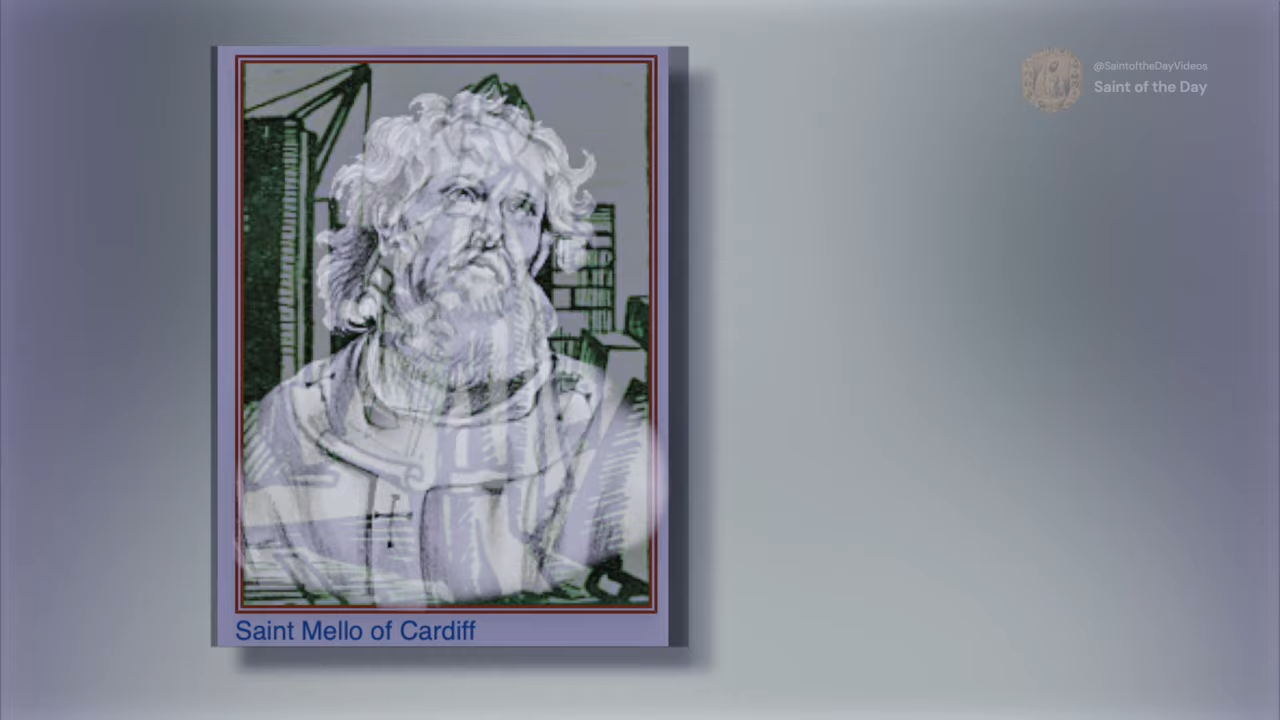 @SaintoftheDayVideos
Saint of the Day
Saint Mello of Cardiff